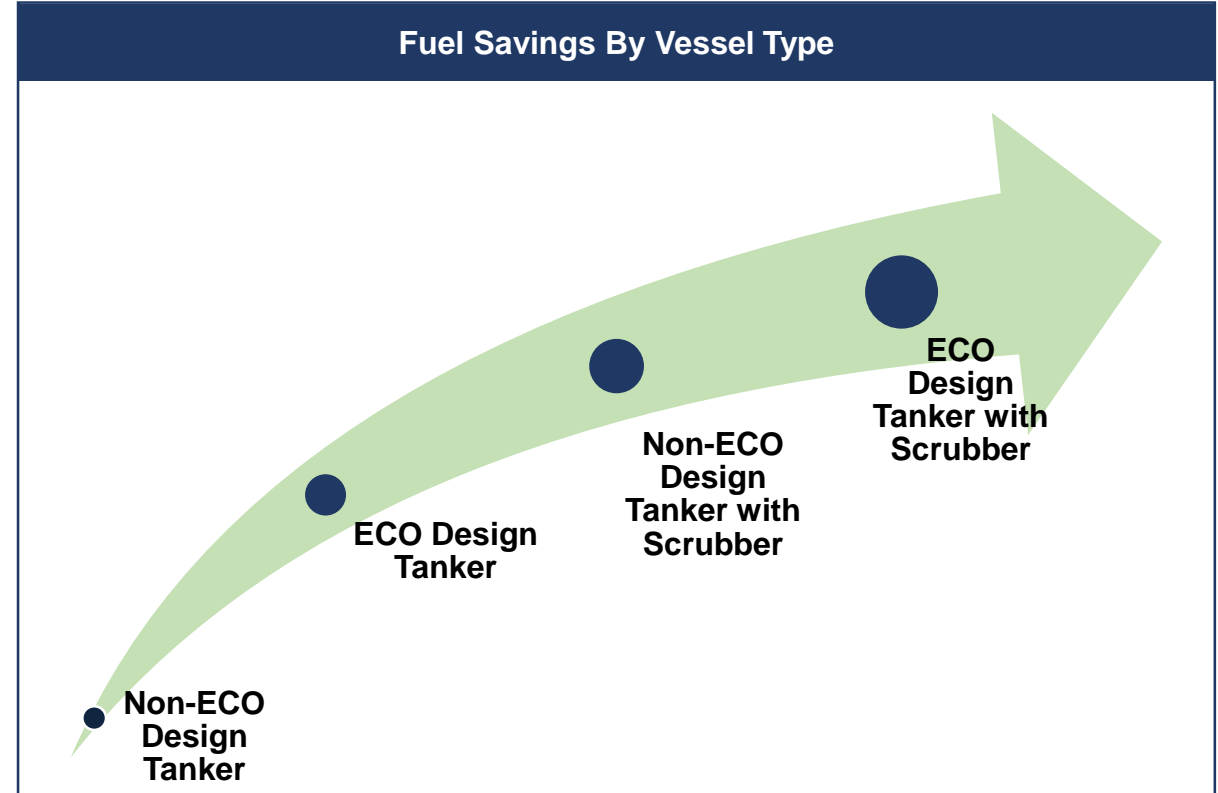 Fuel Savings By Vessel Type
ECO
Design
Tanker with
Scrubber
Non-ECO
Design
Tanker with
Scrubber
ECO Design
Tanker
Non-ECO
Design
Tanker